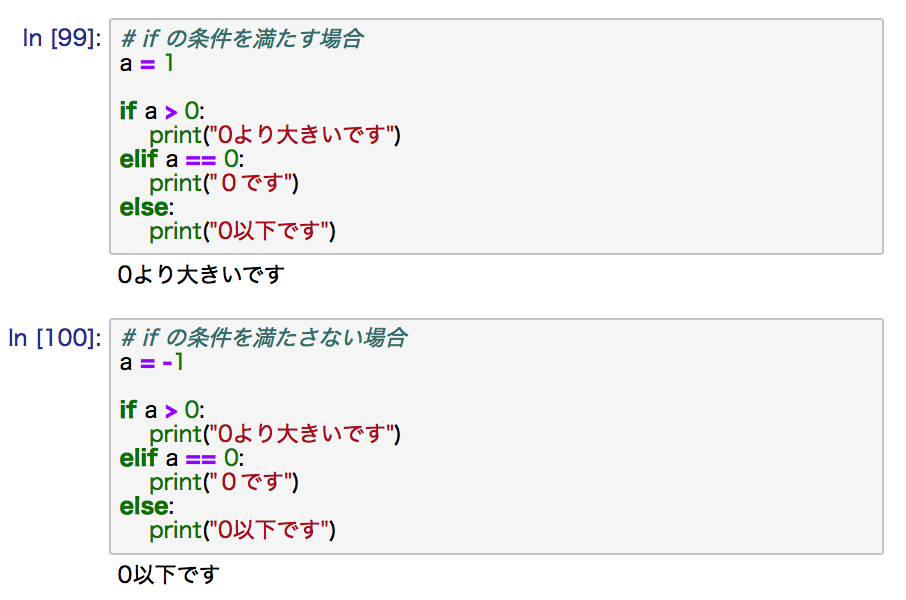 In [99]:
# if の条件を満たす場合
a = 1
if a > 0:
    print("0より大きいです")
elif a == 0:
    print("０です")
else:
    print("0以下です")
0より大きいです
In [100]:
# if の条件を満たさない場合
a = -1
if a > 0:
    print("0より大きいです")
elif a == 0:
    print("０です")
else:
    print("0以下です")
0以下です